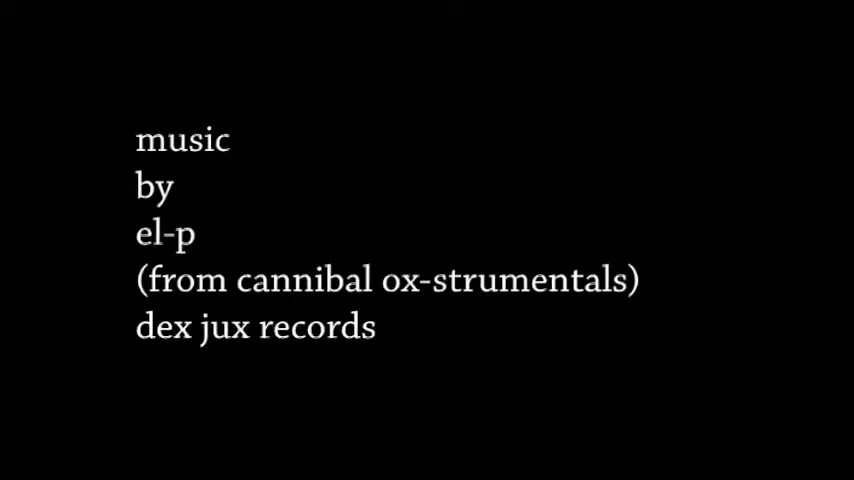 music
by
el-p
(from cannibal ox-strumentals)
dex jux records